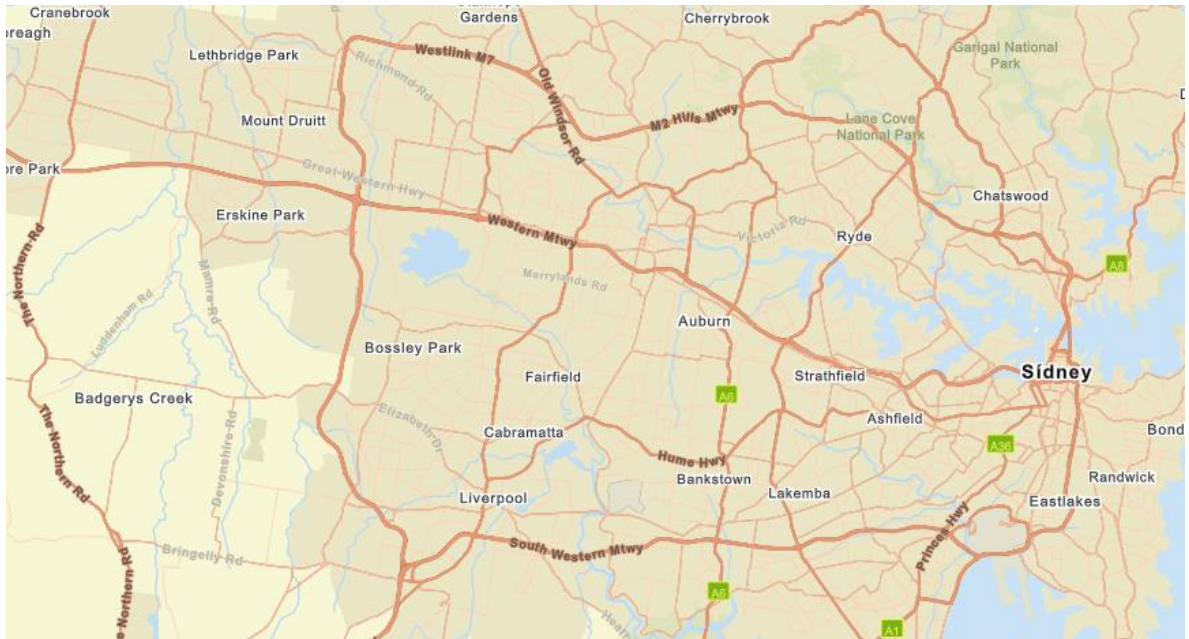 Cranebrook
Gardens
Cherrybrook
Garigal National
Park
Lethbridge Park
Westlink M7
Richmond-Rd
Old Windsor Rd
Mount Druitt
M2 Hills Mtwy
Lane Cove
National Park
Great-Western Hwy
ore Park
Erskine Park
Chatswood
Western Mtwy
Victoria Rd
Ryde
The Northern Rd
Mamre Rd
Merrylands Rd
A8
Luddenham Rd
Auburn
Bossley Park
Fairfield
Strathfield
Sídney
Badgerys Creek
A6
The Northern Rd
Devonshire Rd
Elizabeth Dr
Cabramatta
Ashfield
Bond
Hume Hwy
A36
Bankstown
Liverpool
Lakemba
Randwick
Eastlakes
Princes Hwy
Bringelly Rd
South Western Mtwy
e Northern Rd
A6
A1